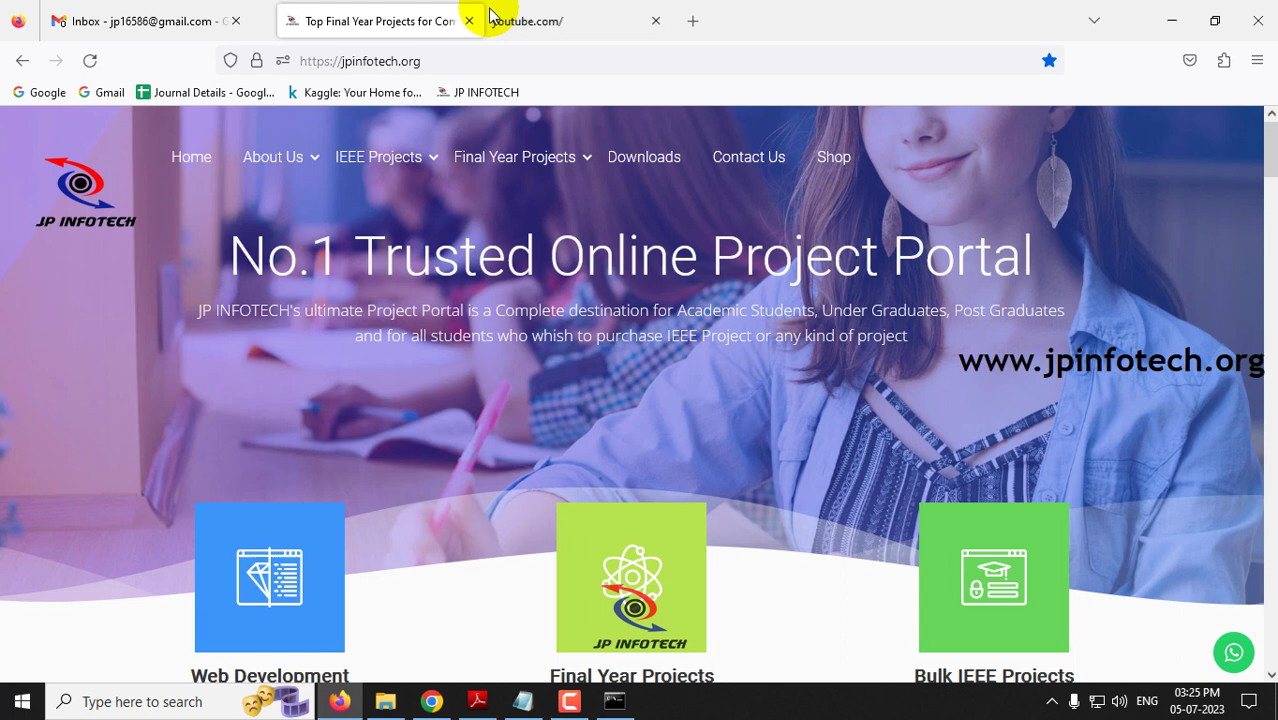 Inbox - jp16586@gmail.com - G
Top Final Year Projects for Com
youtube.com/
https://jpinfotech.org
Google
Gmail
Journal Details - Googl...
Kaggle: Your Home fo...
JP INFOTECH
JP INFOTECH
Home
About Us
IEEE Projects
Final Year Projects
Downloads
Contact Us
Shop
No.1 Trusted Online Project Portal
JP INFOTECH's ultimate Project Portal is a Complete destination for Academic Students, Under Graduates, Post Graduates
and for all students who whish to purchase IEEE Project or any kind of project
www.jpinfotech.org
JP INFOTECH
Web Development
Final Year Projects
Bulk IEEE Projects
Type here to search
ENG
03:25 PM
05-07-2023